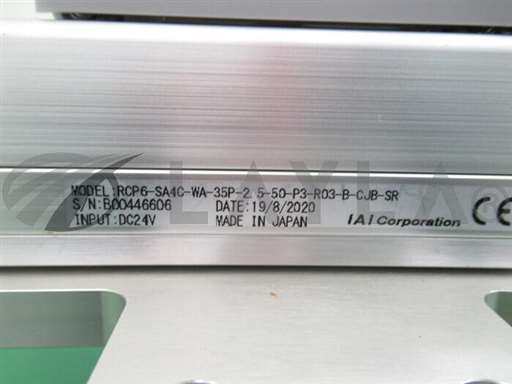 MODEL:RCP6-SA4C-WA-35P-2.5-50-P3-R03-B-CJB-SR
S/N:B00446606 DATE:19/8/2020
INPUT:DC24V MADE IN JAPAN IAI Corporation CE